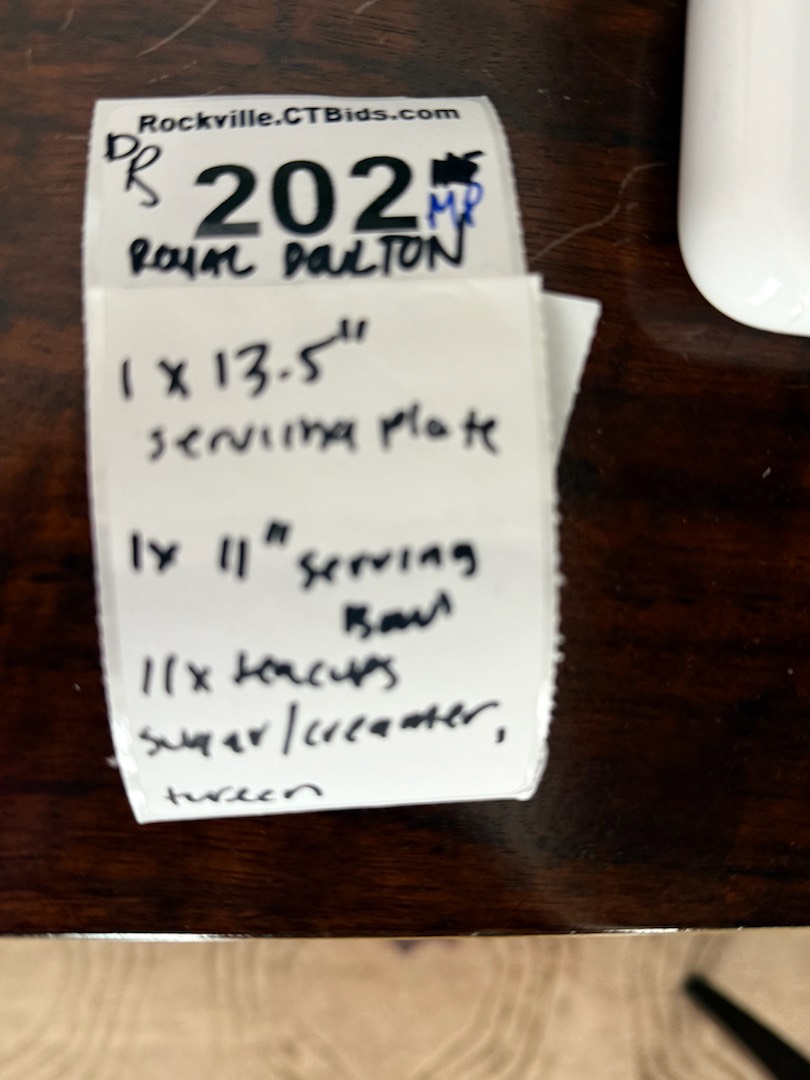 Rockville.CTBids.com
DR
202
MP
ROYAL DOULTON
1 x 13.5"
serving plate
1x 11" serving
Bowl
11x teacups
sugar/creamer,
tureen